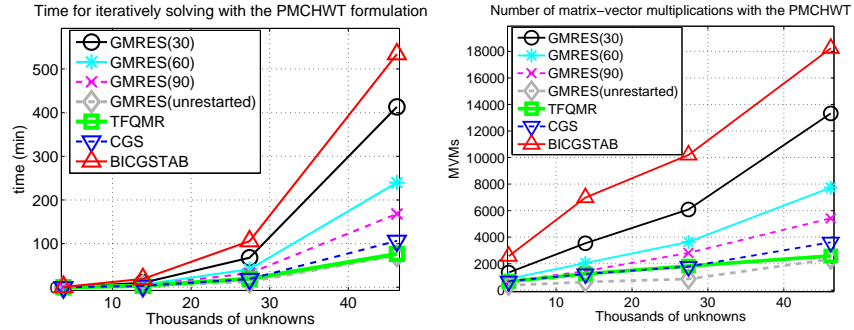 Time for iteratively solving with the PMCHWT formulation
GMRES(30)
GMRES(60)
GMRES(90)
GMRES(unrestarted)
TFQMR
CGS
BICGSTAB
500
400
300
200
100
0
time (min)
10
20
30
40
Thousands of unknowns
Number of matrix−vector multiplications with the PMCHWT
GMRES(30)
GMRES(60)
GMRES(90)
GMRES(unrestarted)
TFQMR
CGS
BICGSTAB
18000
16000
14000
12000
10000
8000
6000
4000
2000
0
MVMs
10
20
30
40
Thousands of unknowns